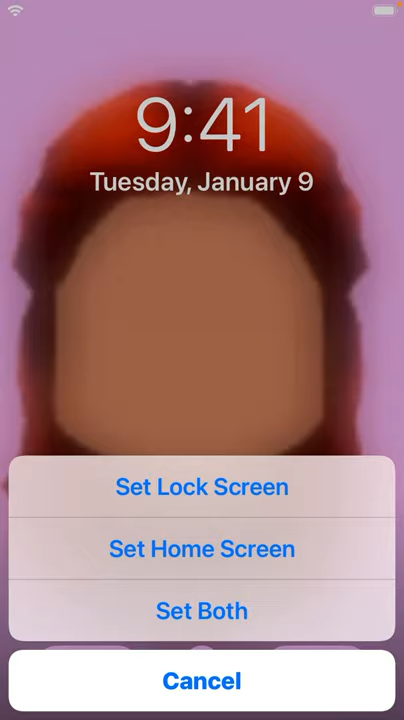 9:41
Tuesday, January 9
Set Lock Screen
Set Home Screen
Set Both
Cancel